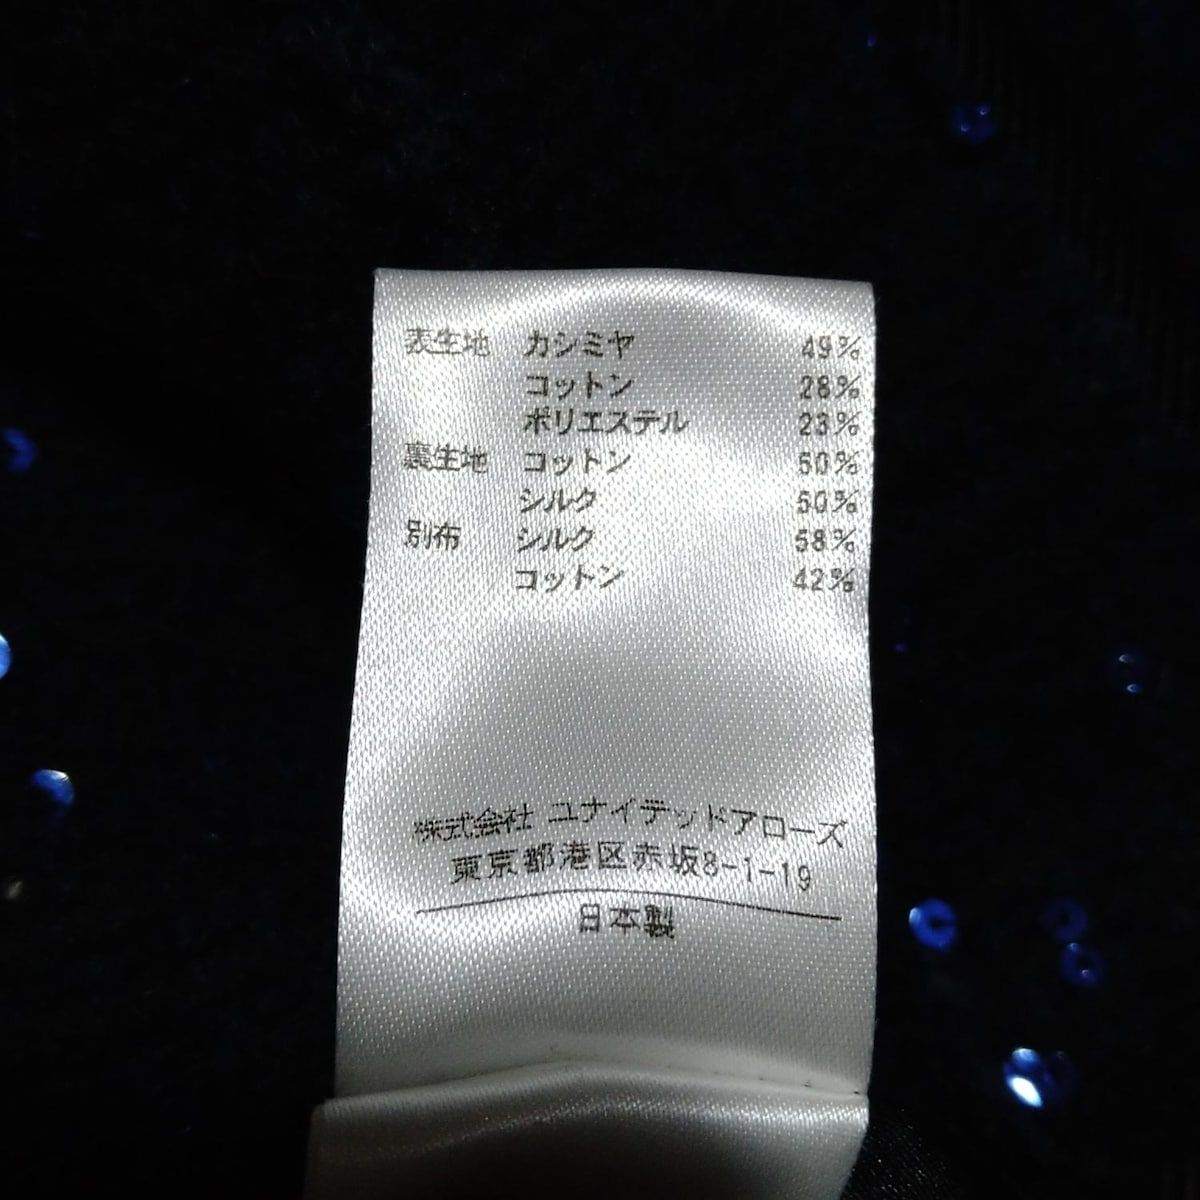 表生地 カシミヤ 49%
コットン 28%
ポリエステル 23%
裏生地 コットン 50%
シルク 50%
別布 シルク 58%
コットン 42%
株式会社 ユナイテッドアローズ
東京都港区赤坂8-1-19
日本製